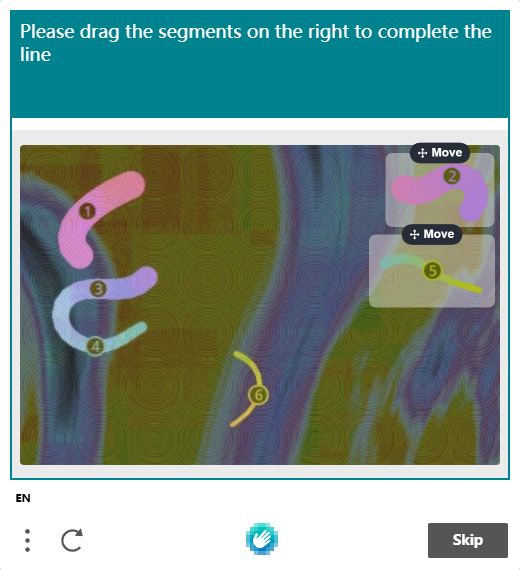 Please drag the segments on the right to complete the
line
Move
2
1
Move
5
3
4
6
EN
Skip